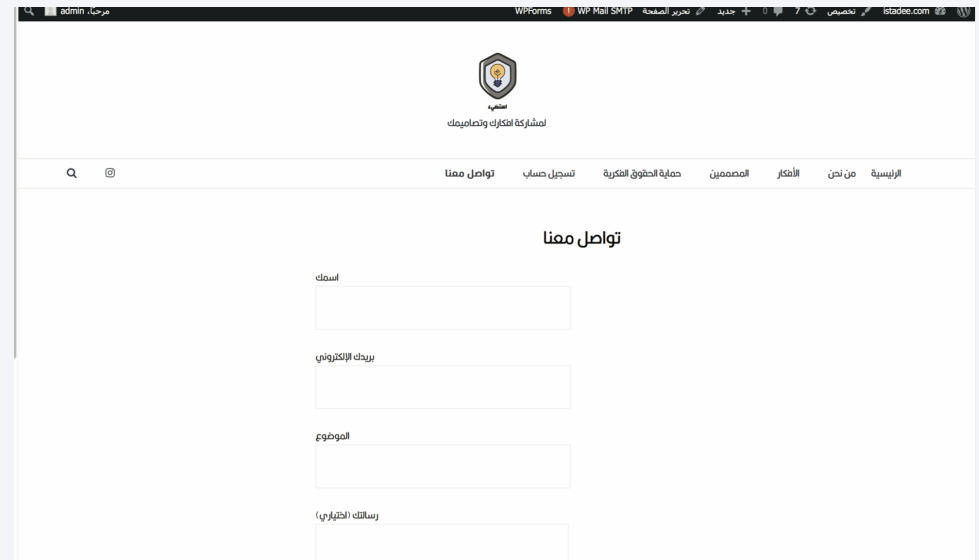 istadee.com تخصيص 7 0 جديد تحرير الصفحة WP Mail SMTP ! WPForms مرحبًا، admin
استضيء
لمشاركة افكارك وتصاميمك
الرئيسية من نحن الأفكار المصممين حماية الحقوق الفكرية تسجيل حساب تواصل معنا
تواصل معنا
اسمك
بريدك الإلكتروني
الموضوع
رسالتك (اختياري)